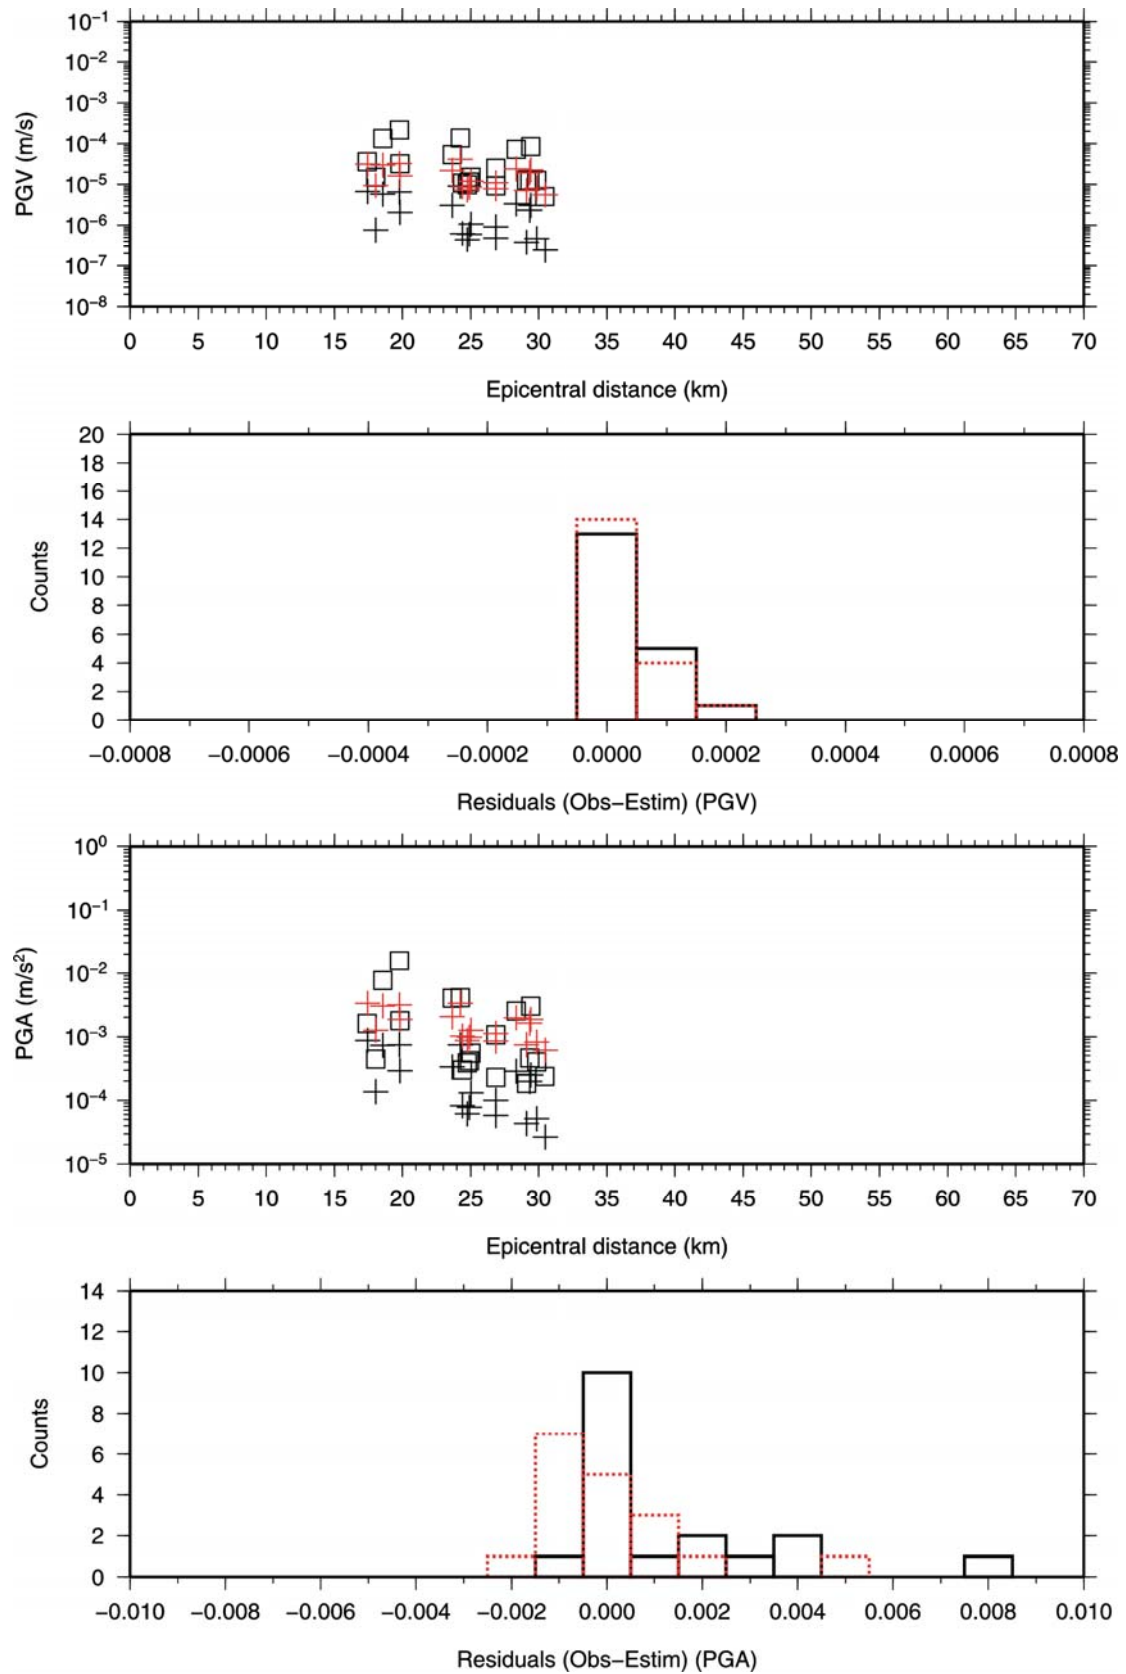 10⁻¹
10⁻²
10⁻³
10⁻⁴
10⁻⁵
10⁻⁶
10⁻⁷
10⁻⁸
PGV (m/s)
0 5 10 15 20 25 30 35 40 45 50 55 60 65 70
Epicentral distance (km)
20
18
16
14
12
10
8
6
4
2
0
Counts
−0.0008 −0.0006 −0.0004 −0.0002 0.0000 0.0002 0.0004 0.0006 0.0008
Residuals (Obs−Estim) (PGV)
10⁰
10⁻¹
10⁻²
10⁻³
10⁻⁴
10⁻⁵
PGA (m/s²)
0 5 10 15 20 25 30 35 40 45 50 55 60 65 70
Epicentral distance (km)
14
12
10
8
6
4
2
0
Counts
−0.010 −0.008 −0.006 −0.004 −0.002 0.000 0.002 0.004 0.006 0.008 0.010
Residuals (Obs−Estim) (PGA)